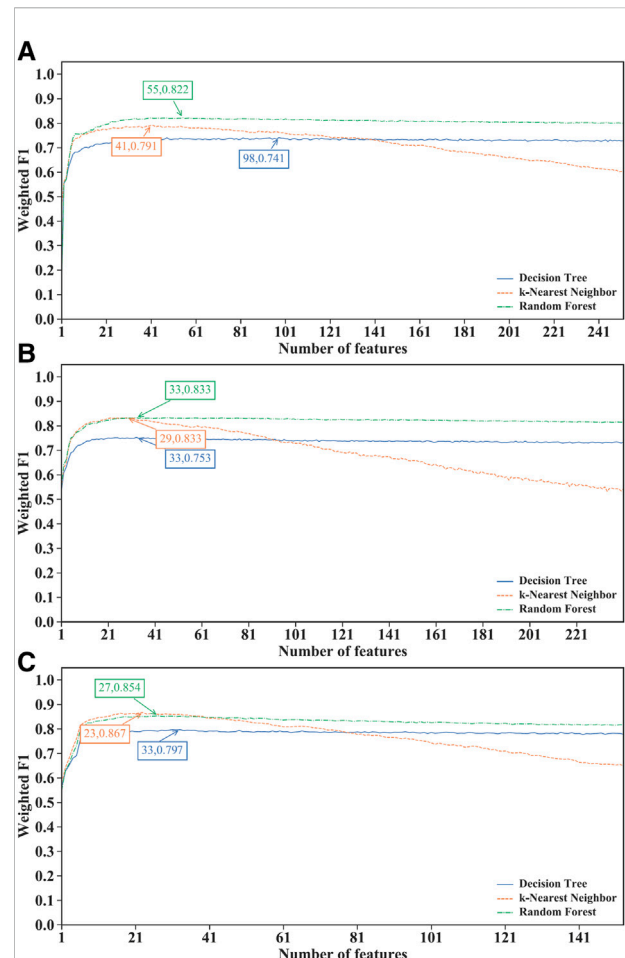 A
1.0
0.9
0.8
0.7
0.6
0.5
0.4
0.3
0.2
0.1
0.0
Weighted F1
55,0.822
41,0.791
98,0.741
Decision Tree
k-Nearest Neighbor
Random Forest
1 21 41 61 81 101 121 141 161 181 201 221 241
Number of features
B
1.0
0.9
0.8
0.7
0.6
0.5
0.4
0.3
0.2
0.1
0.0
Weighted F1
33,0.833
29,0.833
33,0.753
Decision Tree
k-Nearest Neighbor
Random Forest
1 21 41 61 81 101 121 141 161 181 201 221
Number of features
C
1.0
0.9
0.8
0.7
0.6
0.5
0.4
0.3
0.2
0.1
0.0
Weighted F1
27,0.854
23,0.867
33,0.797
Decision Tree
k-Nearest Neighbor
Random Forest
1 21 41 61 81 101 121 141
Number of features